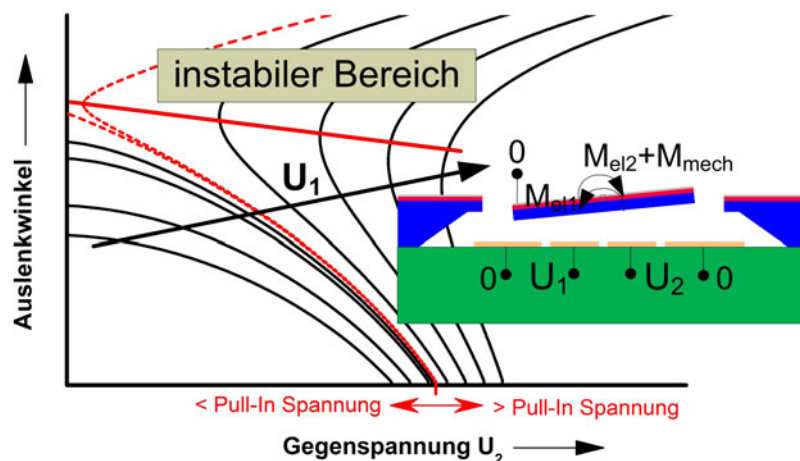 instabiler Bereich
Auslenkwinkel
U1
0
Mel2+Mmech
Mel1
0 U1 U2 0
< Pull-In Spannung > Pull-In Spannung
Gegenspannung U2